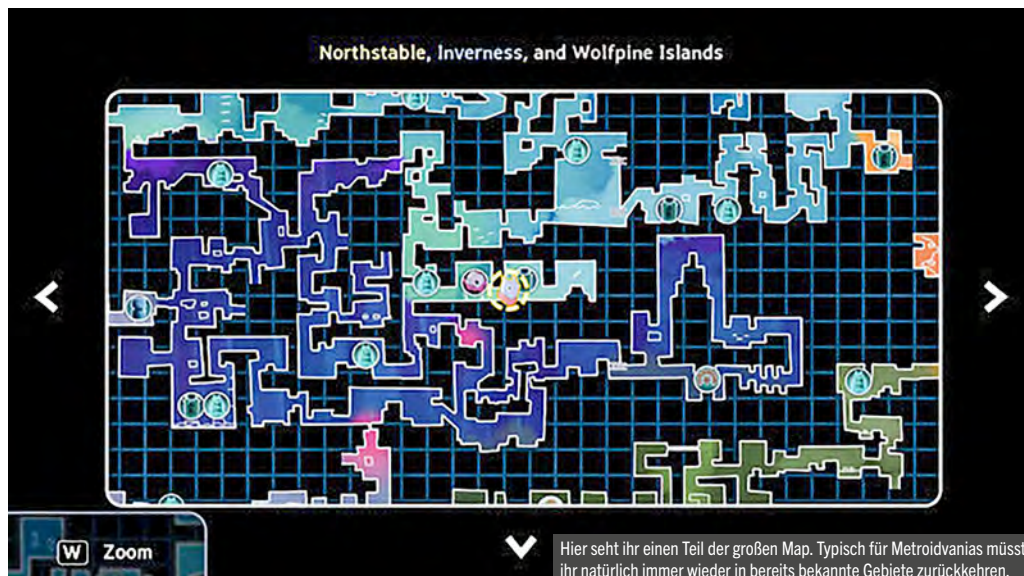 Northstable, Inverness, and Wolfpine Islands
W Zoom
Hier seht ihr einen Teil der großen Map. Typisch für Metroidvanias müsst
ihr natürlich immer wieder in bereits bekannte Gebiete zurückkehren.